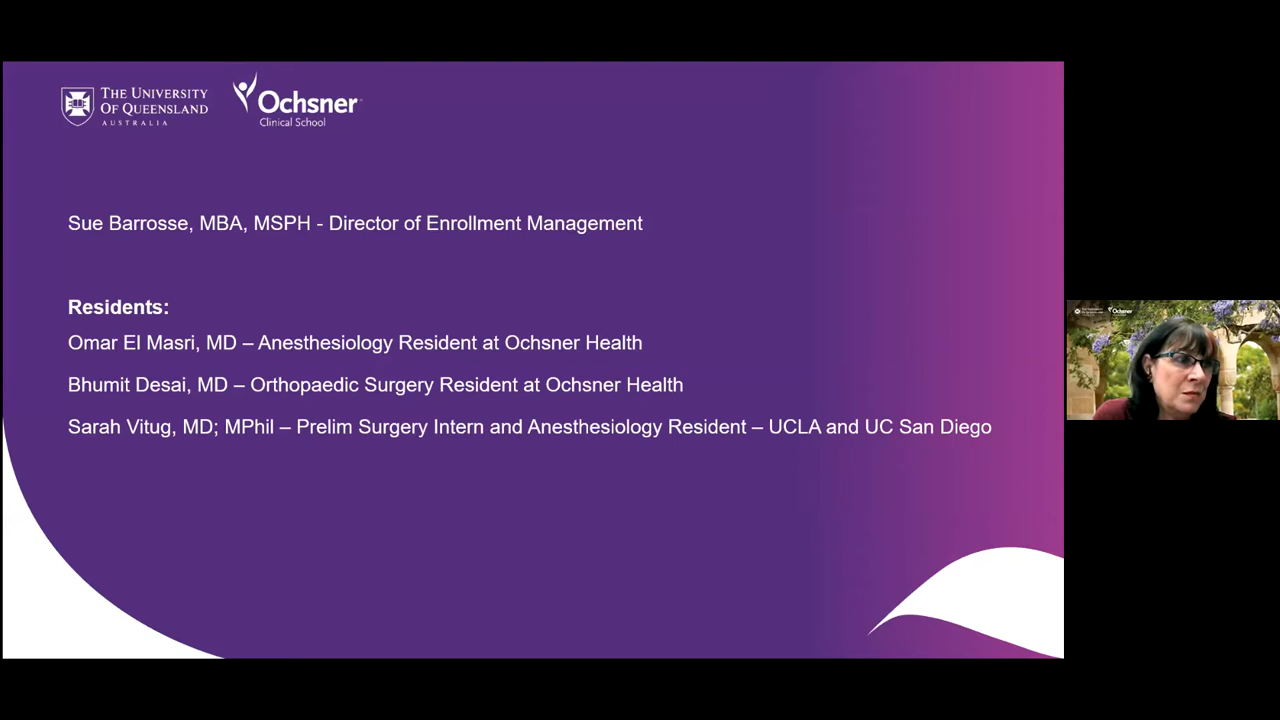 THE UNIVERSITY
OF QUEENSLAND
AUSTRALIA
Ochsner
Clinical School
Sue Barrosse, MBA, MSPH - Director of Enrollment Management
Residents:
Omar El Masri, MD – Anesthesiology Resident at Ochsner Health
Bhumit Desai, MD – Orthopaedic Surgery Resident at Ochsner Health
Sarah Vitug, MD; MPhil – Prelim Surgery Intern and Anesthesiology Resident – UCLA and UC San Diego
Ochsner